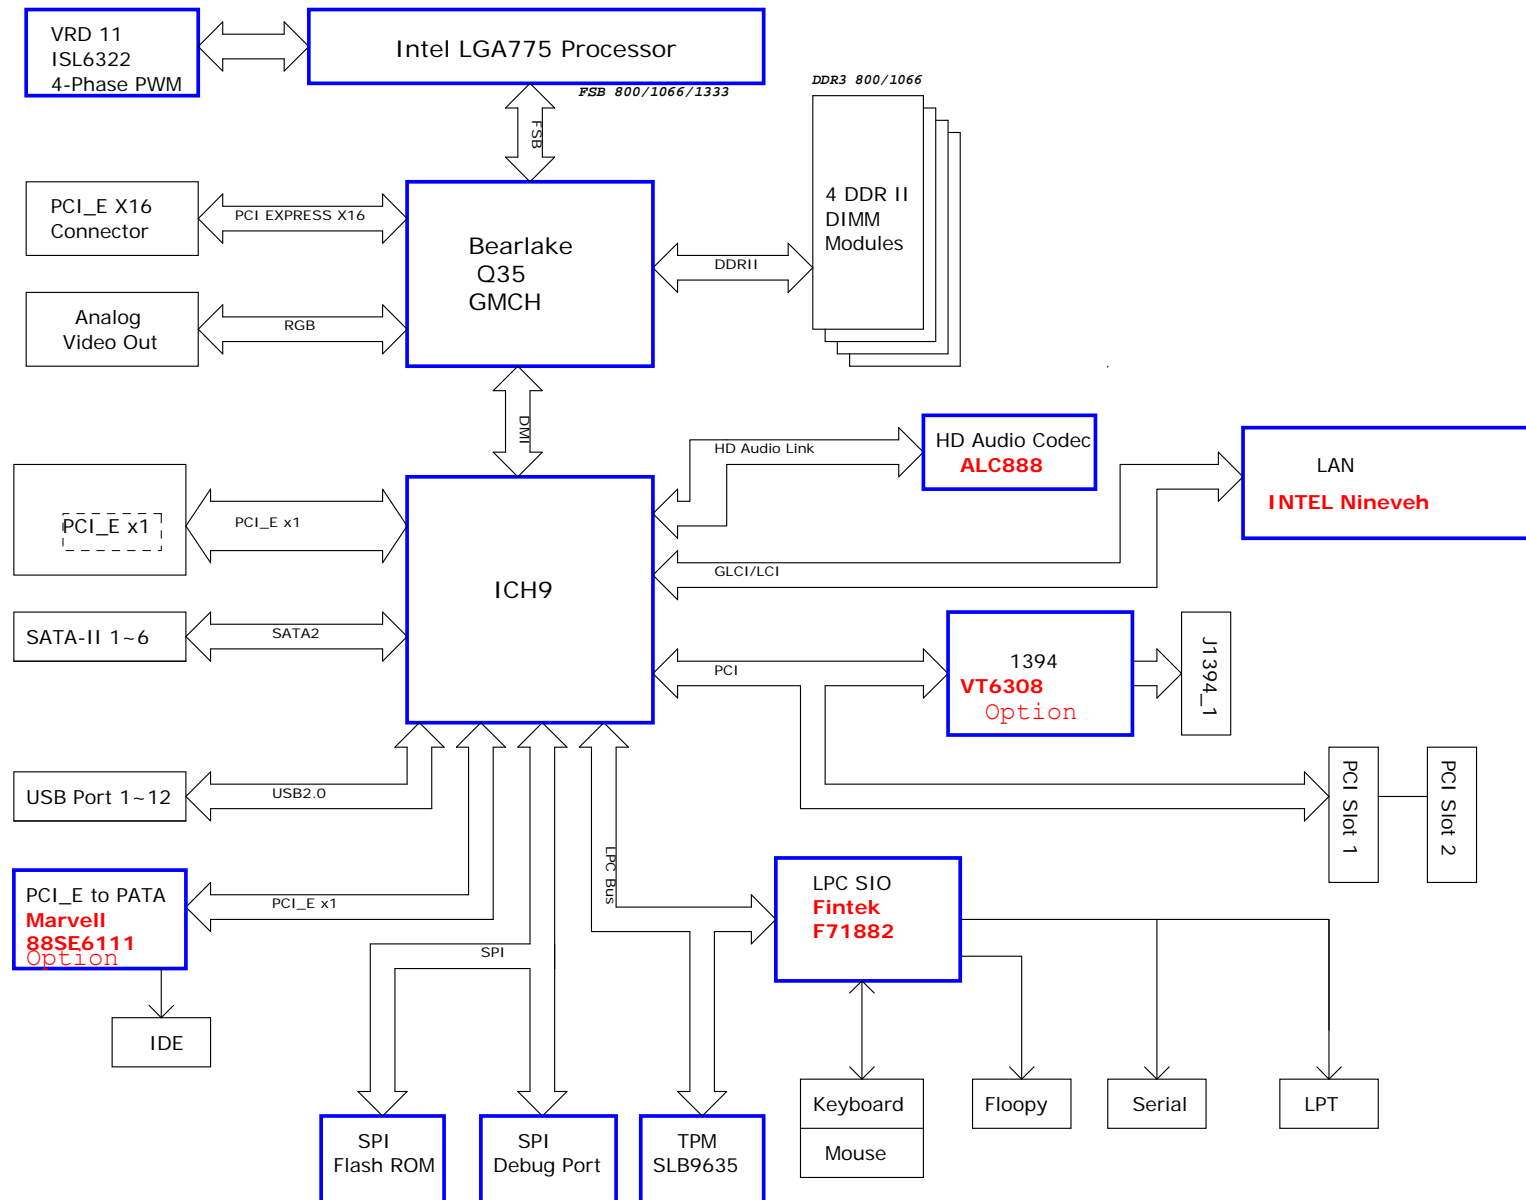 VRD 11
ISL6322
4-Phase PWM
Intel LGA775 Processor
FSB 800/1066/1333
FSB
DDR3 800/1066
4 DDR II
DIMM
Modules
PCI_E X16
Connector
PCI EXPRESS X16
Bearlake
Q35
GMCH
DDRII
Analog
Video Out
RGB
DMI
HD Audio Link
HD Audio Codec
ALC888
LAN
INTEL Nineveh
PCI_E x1
PCI_E x1
ICH9
GLCI/LCI
SATA-II 1~6
SATA2
PCI
1394
VT6308
Option
J1394_1
USB Port 1~12
USB2.0
PCI Slot 1
PCI Slot 2
LPC Bus
PCI_E to PATA
Marvell
88SE6111
Option
PCI_E x1
SPI
LPC SIO
Fintek
F71882
IDE
Keyboard
Mouse
Floopy
Serial
LPT
SPI
Flash ROM
SPI
Debug Port
TPM
SLB9635